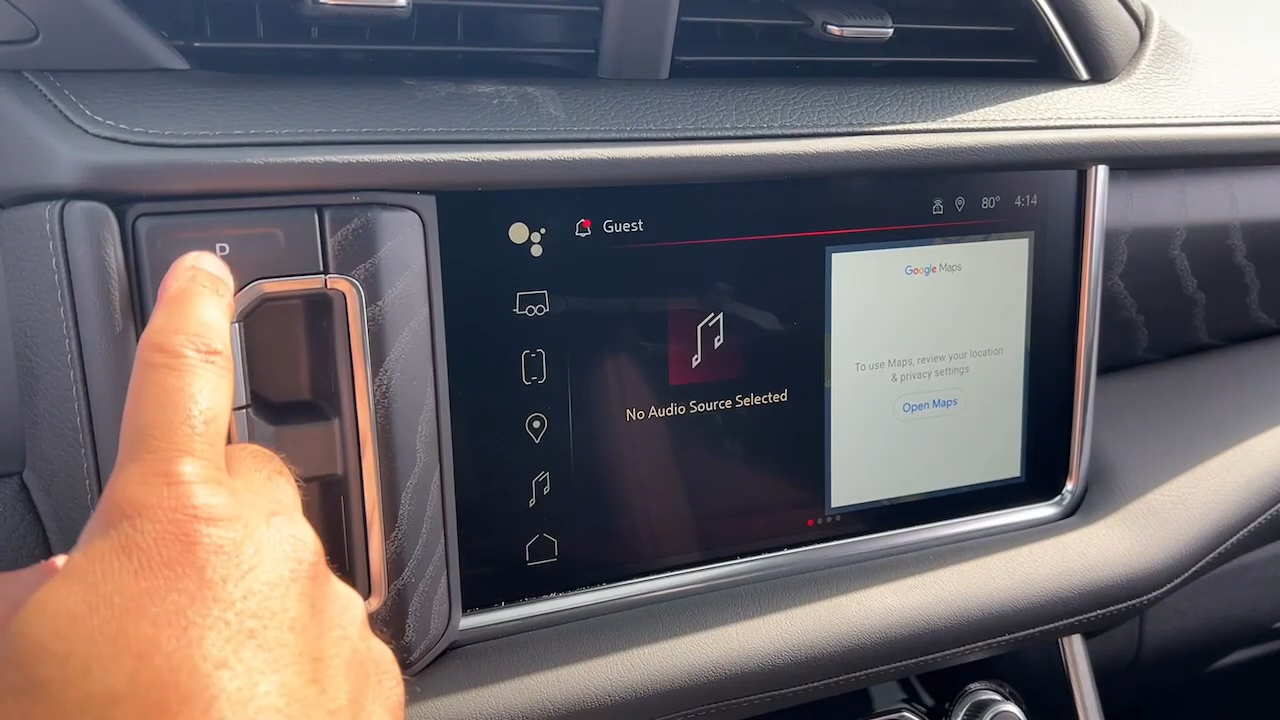 P
Guest
80° 4:14
Google Maps
To use Maps, review your location
& privacy settings
Open Maps
No Audio Source Selected